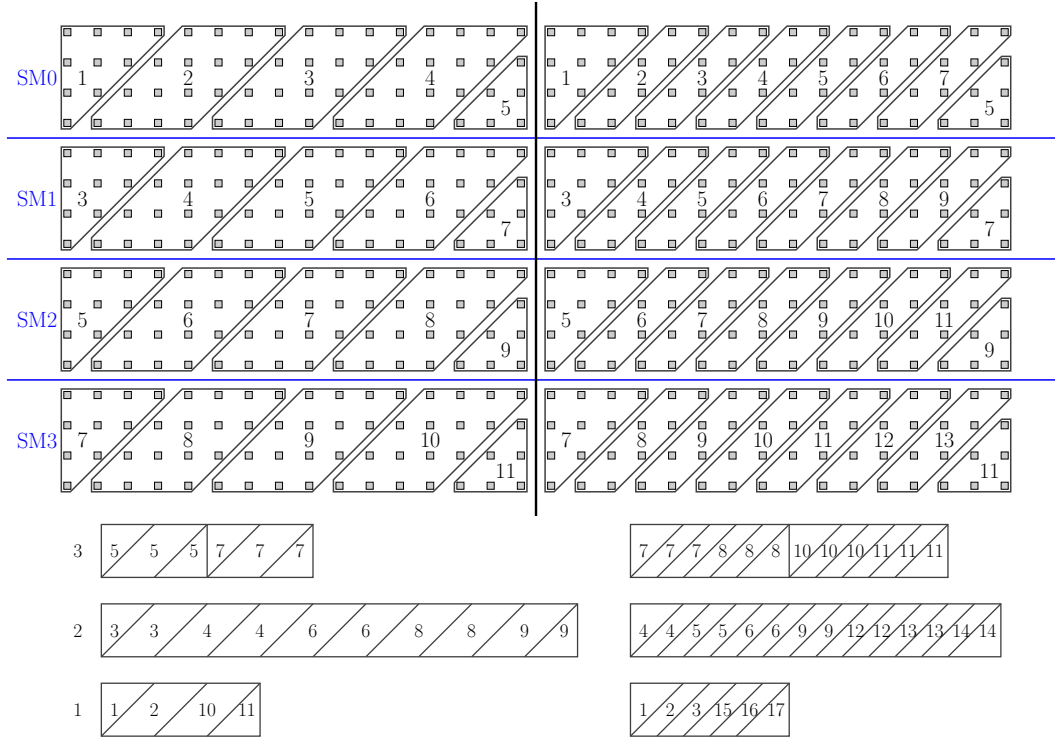 SM0 1 2 3 4 5 1 2 3 4 5 6 7 5
SM1 3 4 5 6 7 3 4 5 6 7 8 9 7
SM2 5 6 7 8 9 5 6 7 8 9 10 11 9
SM3 7 8 9 10 11 7 8 9 10 11 12 13 11
3 5 5 5 7 7 7 7 7 7 8 8 8 10 10 10 11 11 11
2 3 3 4 4 6 6 8 8 9 9 4 4 5 5 6 6 9 9 12 12 13 13 14 14
1 1 2 10 11 1 2 3 15 16 17